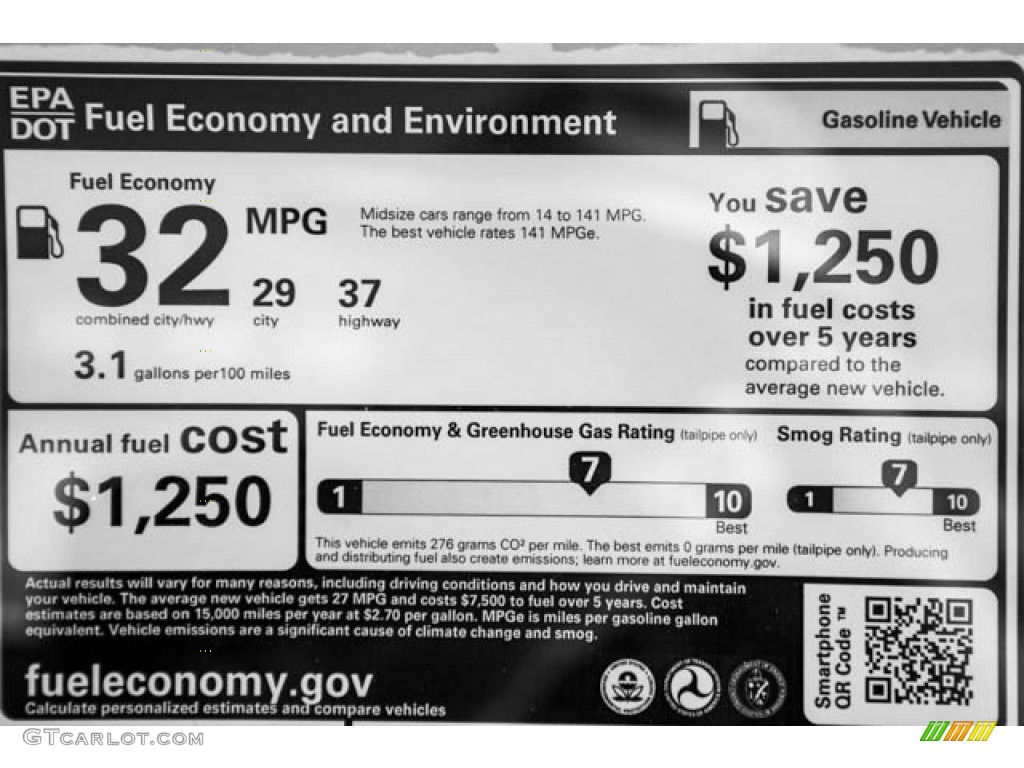 EPA
DOT
Fuel Economy and Environment
Gasoline Vehicle
Fuel Economy
32
MPG
combined city/hwy
29
city
37
highway
3.1 gallons per100 miles
Midsize cars range from 14 to 141 MPG.
The best vehicle rates 141 MPGe.
You save
$1,250
in fuel costs
over 5 years
compared to the
average new vehicle.
Annual fuel cost
$1,250
Fuel Economy & Greenhouse Gas Rating (tailpipe only)
1
7
10
Best
Smog Rating (tailpipe only)
1
7
10
Best
This vehicle emits 276 grams CO² per mile. The best emits 0 grams per mile (tailpipe only). Producing
and distributing fuel also create emissions; learn more at fueleconomy.gov.
Actual results will vary for many reasons, including driving conditions and how you drive and maintain
your vehicle. The average new vehicle gets 27 MPG and costs $7,500 to fuel over 5 years. Cost
estimates are based on 15,000 miles per year at $2.70 per gallon. MPGe is miles per gasoline gallon
equivalent. Vehicle emissions are a significant cause of climate change and smog.
fueleconomy.gov
Calculate personalized estimates and compare vehicles
Smartphone
QR Code ™
GTcarlot.com